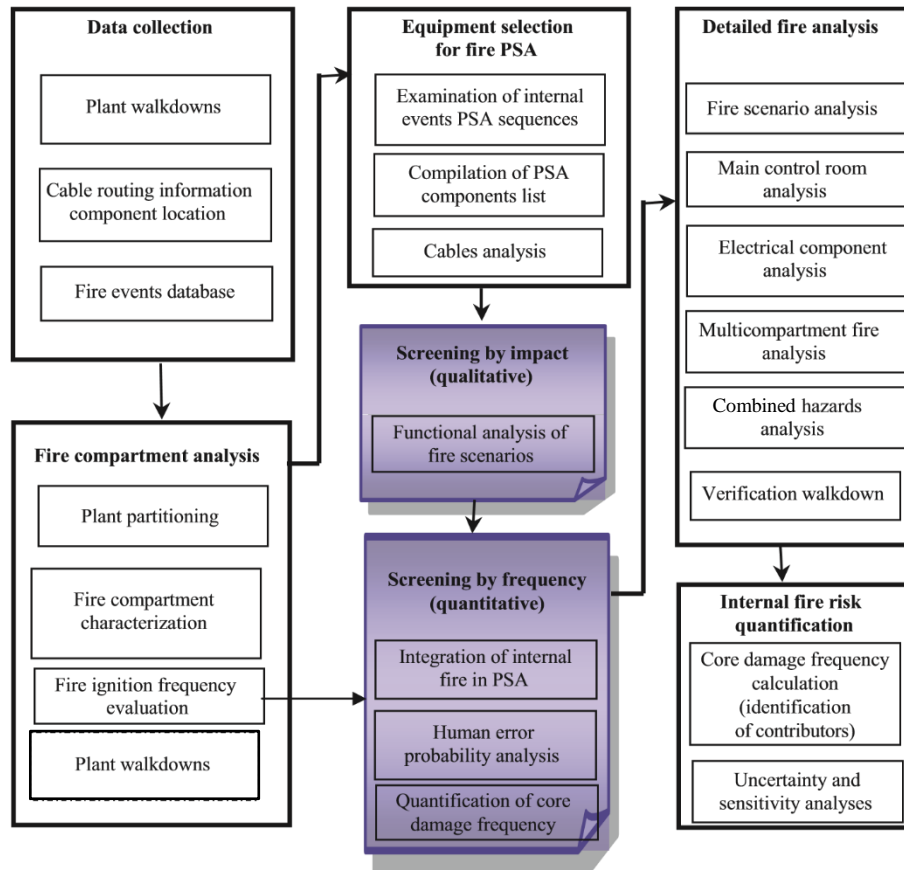 Data collection
Plant walkdowns
Cable routing information
component location
Fire events database
Fire compartment analysis
Plant partitioning
Fire compartment
characterization
Fire ignition frequency
evaluation
Plant walkdowns
Equipment selection
for fire PSA
Examination of internal
events PSA sequences
Compilation of PSA
components list
Cables analysis
Screening by impact
(qualitative)
Functional analysis of
fire scenarios
Screening by frequency
(quantitative)
Integration of internal
fire in PSA
Human error
probability analysis
Quantification of core
damage frequency
Detailed fire analysis
Fire scenario analysis
Main control room
analysis
Electrical component
analysis
Multicompartment fire
analysis
Combined hazards
analysis
Verification walkdown
Internal fire risk
quantification
Core damage frequency
calculation
(identification
of contributors)
Uncertainty and
sensitivity analyses